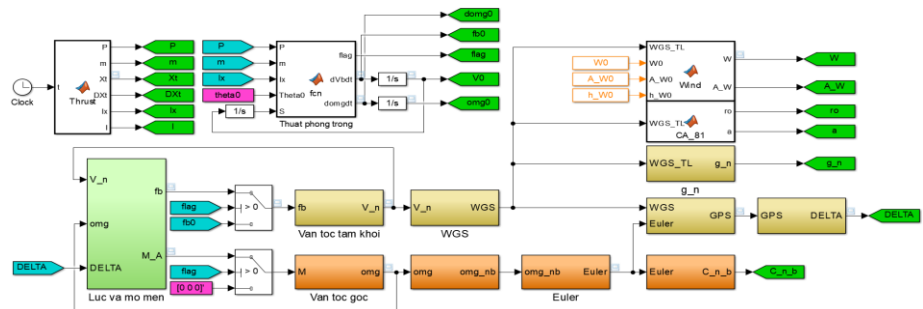 domg0
fb0
flag
V0
omg0
Clock
t
Thrust
P
m
Xt
DXt
Ix
I
P
m
Xt
DXt
Ix
I
P
m
Ix
theta0
P
m
Ix
Theta0
S
fcn
flag
dVbdt
domgdt
1/s
1/s
1/s
Thuat phong trong
W0
A_W0
h_W0
WGS_TL
W0
A_W0
h_W0
Wind
W
A_W
W
A_W
WGS_TL
CA_81
ro
a
ro
a
WGS_TL
g_n
g_n
g_n
V_n
omg
DELTA
fb
M_A
DELTA
Luc va mo men
flag
fb0
> 0
fb
V_n
Van toc tam khoi
V_n
WGS
WGS
WGS
Euler
GPS
GPS
DELTA
DELTA
flag
[0 0 0]'
> 0
M
omg
Van toc goc
omg
omg_nb
omg_nb
Euler
Euler
Euler
C_n_b
C_n_b